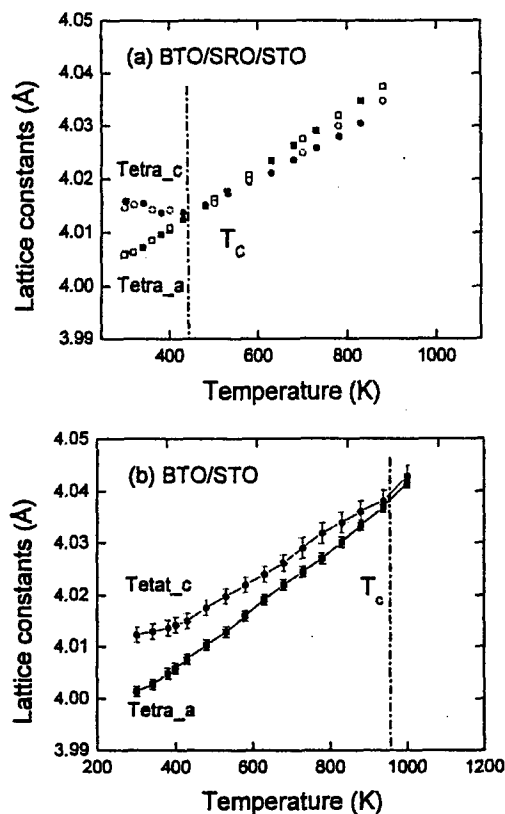 4.05
(a) BTO/SRO/STO
4.04
4.03
Tetra_c
4.02
4.01
Tc
4.00
Tetra_a
3.99
400 600 800 1000
Lattice constants (Å)
Temperature (K)
4.05
(b) BTO/STO
4.04
4.03
Tetat_c
4.02
Tc
4.01
4.00
Tetra_a
3.99
200 400 600 800 1000 1200
Lattice constants (Å)
Temperature (K)